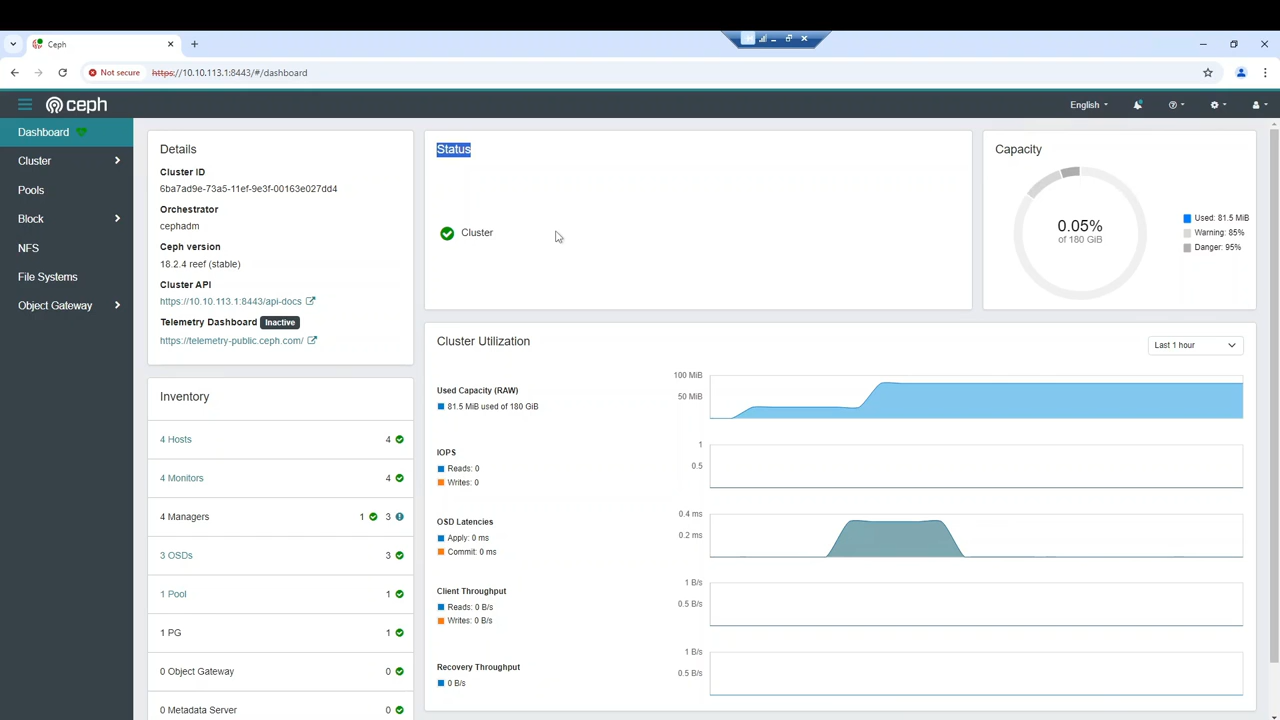 Ceph
Not secure
https://10.10.113.1:8443/#/dashboard
ceph
English
Dashboard
Cluster
Pools
Block
NFS
File Systems
Object Gateway
Details
Cluster ID
6ba7ad9e-73a5-11ef-9e3f-00163e027dd4
Orchestrator
cephadm
Ceph version
18.2.4 reef (stable)
Cluster API
https://10.10.113.1:8443/api-docs
Telemetry Dashboard Inactive
https://telemetry-public.ceph.com/
Status
Cluster
Capacity
0.05%
of 180 GiB
Used: 81.5 MiB
Warning: 85%
Danger: 95%
Inventory
4 Hosts 4
4 Monitors 4
4 Managers 1 3
3 OSDs 3
1 Pool 1
1 PG 1
0 Object Gateway 0
0 Metadata Server 0
Cluster Utilization
Last 1 hour
Used Capacity (RAW)
81.5 MiB used of 180 GiB
100 MiB
50 MiB
IOPS
Reads: 0
Writes: 0
1
0.5
OSD Latencies
Apply: 0 ms
Commit: 0 ms
0.4 ms
0.2 ms
Client Throughput
Reads: 0 B/s
Writes: 0 B/s
1 B/s
0.5 B/s
Recovery Throughput
0 B/s
1 B/s
0.5 B/s